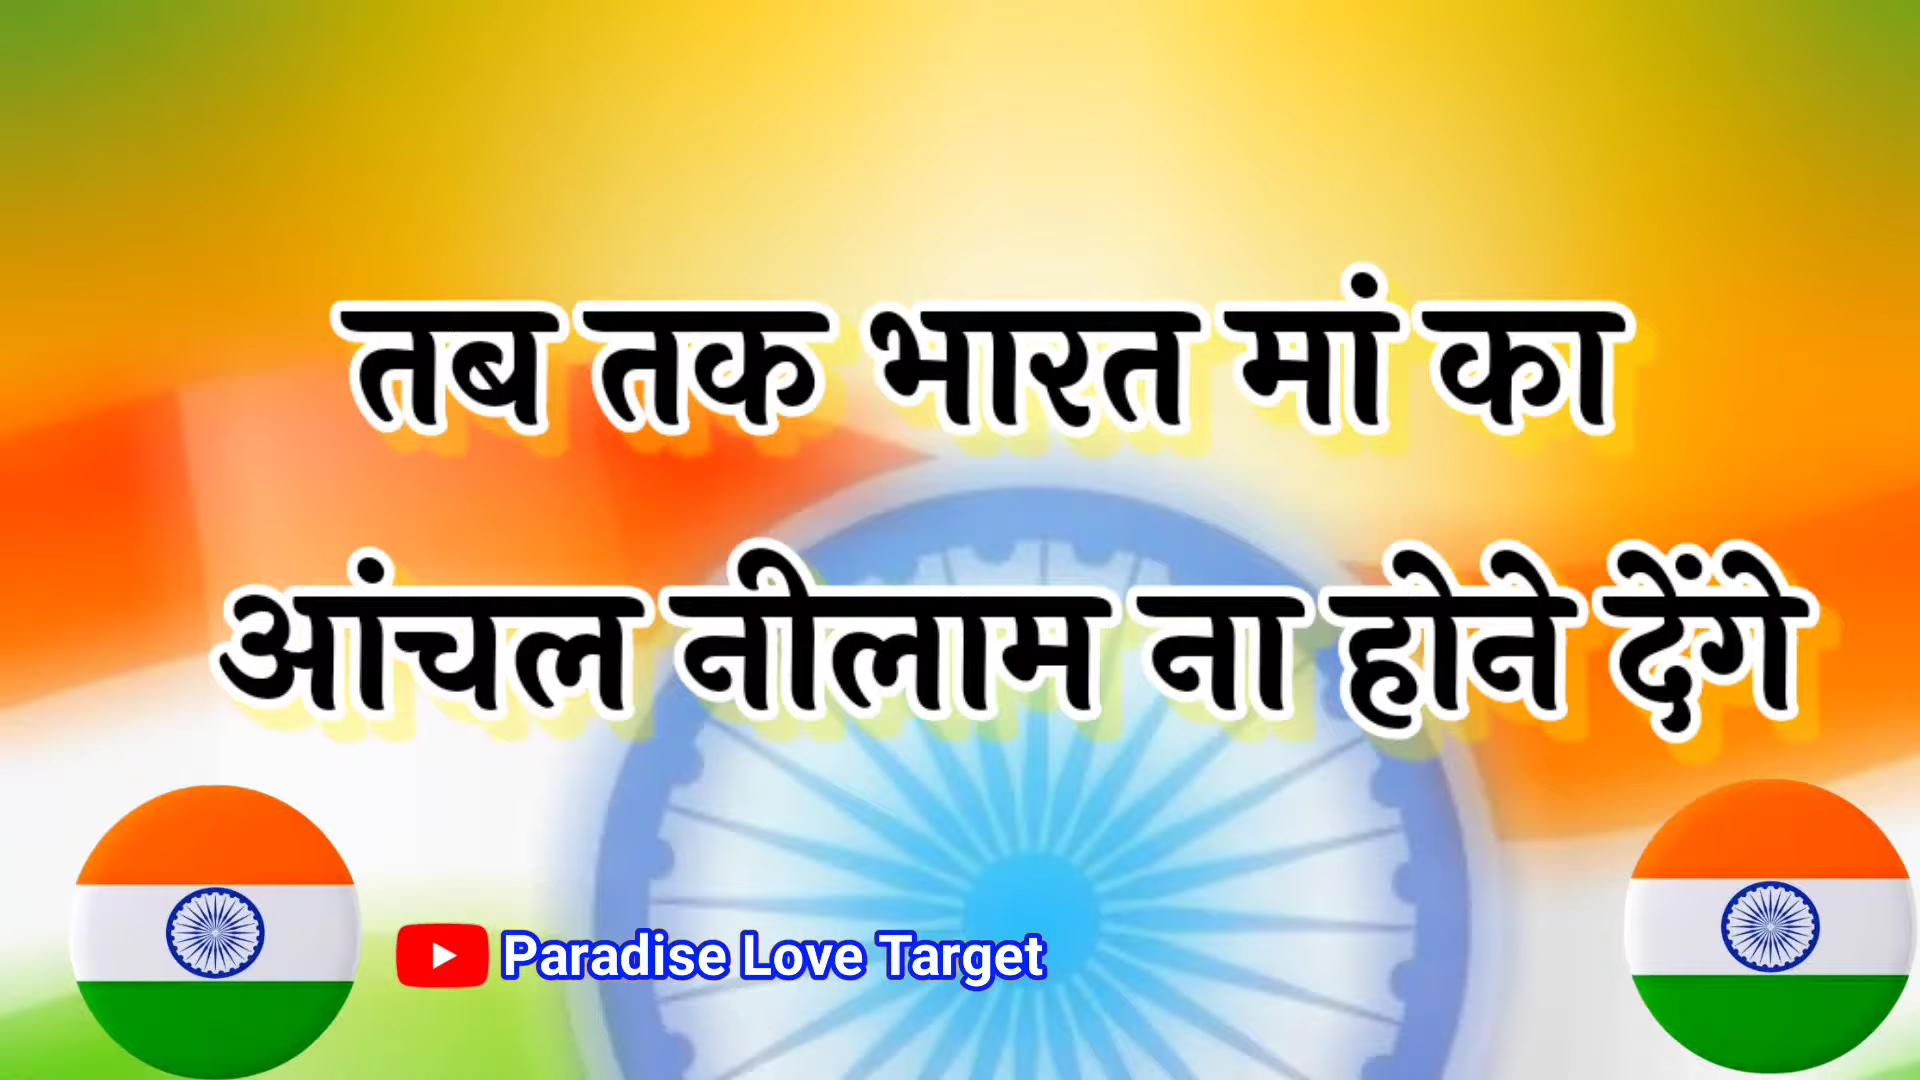 तब तक भारत मां का
आंचल नीलाम ना होने देंगे
Paradise Love Target